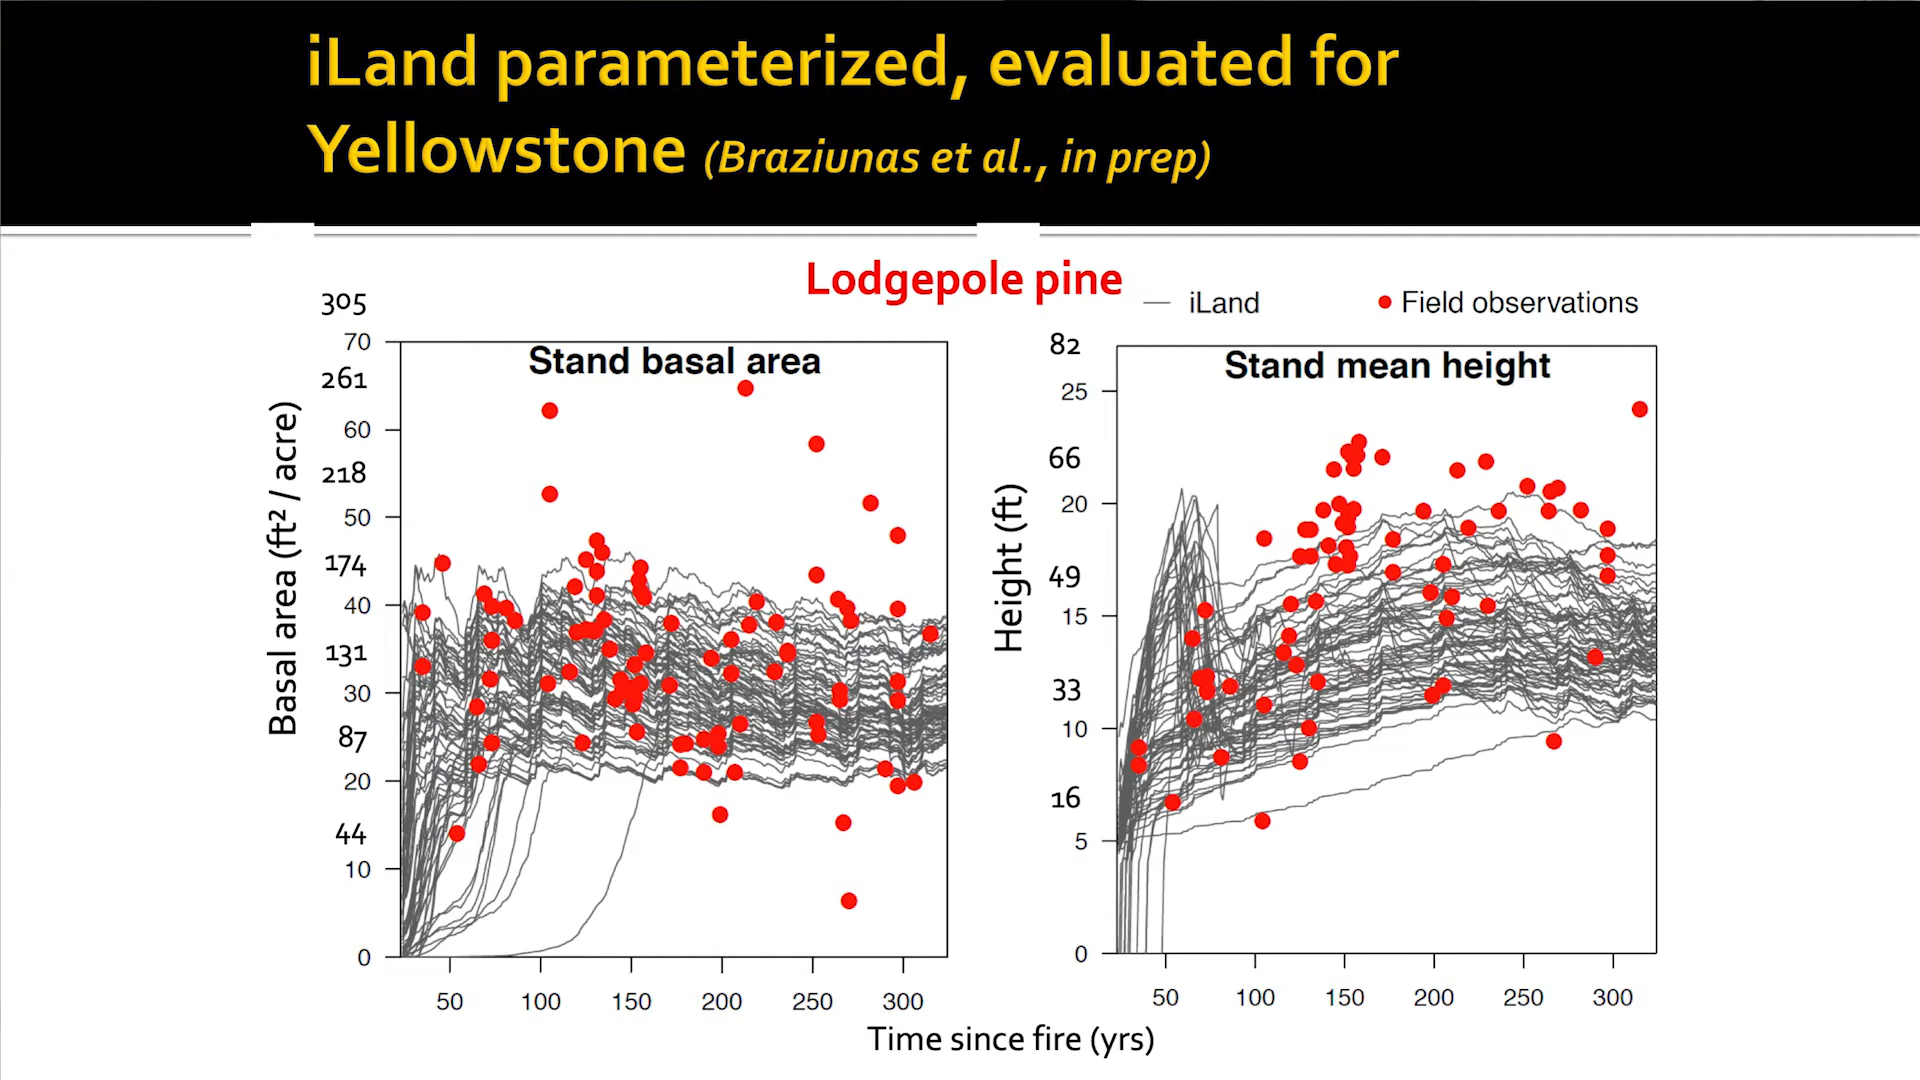 iLand parameterized, evaluated for
Yellowstone (Braziunas et al., in prep)
Lodgepole pine
iLand
Field observations
Stand basal area
Basal area (ft² / acre)
305
70
261
60
218
50
174
40
131
30
87
20
44
10
0
50 100 150 200 250 300
Stand mean height
Height (ft)
82
25
66
20
49
15
33
10
16
5
0
50 100 150 200 250 300
Time since fire (yrs)